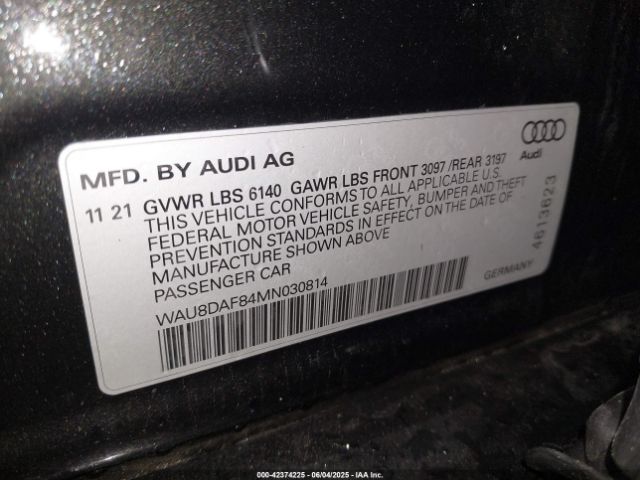 MFD. BY AUDI AG
Audi
11 21 GVWR LBS 6140 GAWR LBS FRONT 3097 /REAR 3197
THIS VEHICLE CONFORMS TO ALL APPLICABLE U.S.
FEDERAL MOTOR VEHICLE SAFETY, BUMPER AND THEFT
PREVENTION STANDARDS IN EFFECT ON THE DATE OF
MANUFACTURE SHOWN ABOVE
PASSENGER CAR
4613623
WAU8DAF84MN030814
GERMANY
000-42374225 - 06/04/2025 - IAA Inc.